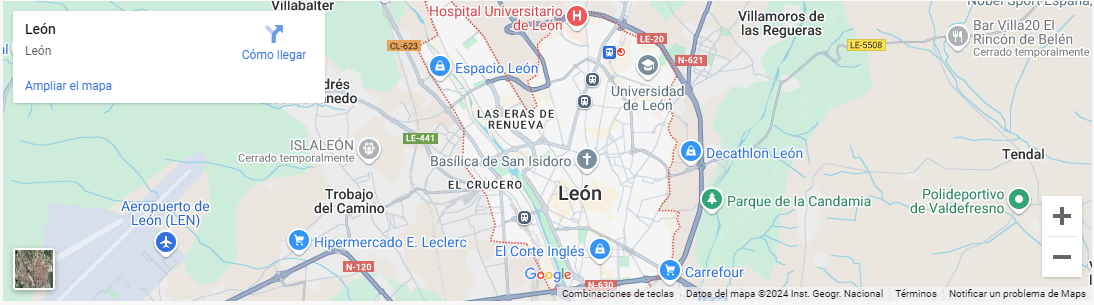 León
León
Cómo llegar
Ampliar el mapa
Villabalter
Hospital Universitario
de León
Villamoros de
las Regueras
Nobel Sport España,
Bar Villa20 El
Rincón de Belén
Cerrado temporalmente
CL-623
LE-20
N-621
LE-5508
Espacio León
Universidad
de León
LAS ERAS DE
RENUEVA
LE-441
ISLALEÓN
Cerrado temporalmente
Basílica de San Isidoro
Decathlon León
Tendal
EL CRUCERO
León
Trobajo
del Camino
Parque de la Candamia
Polideportivo
de Valdefresno
Aeropuerto de
León (LEN)
Hipermercado E. Leclerc
El Corte Inglés
N-120
Google
Carrefour
N-630
Combinaciones de teclas
Datos del mapa ©2024 Inst. Geogr. Nacional
Términos
Notificar un problema de Maps